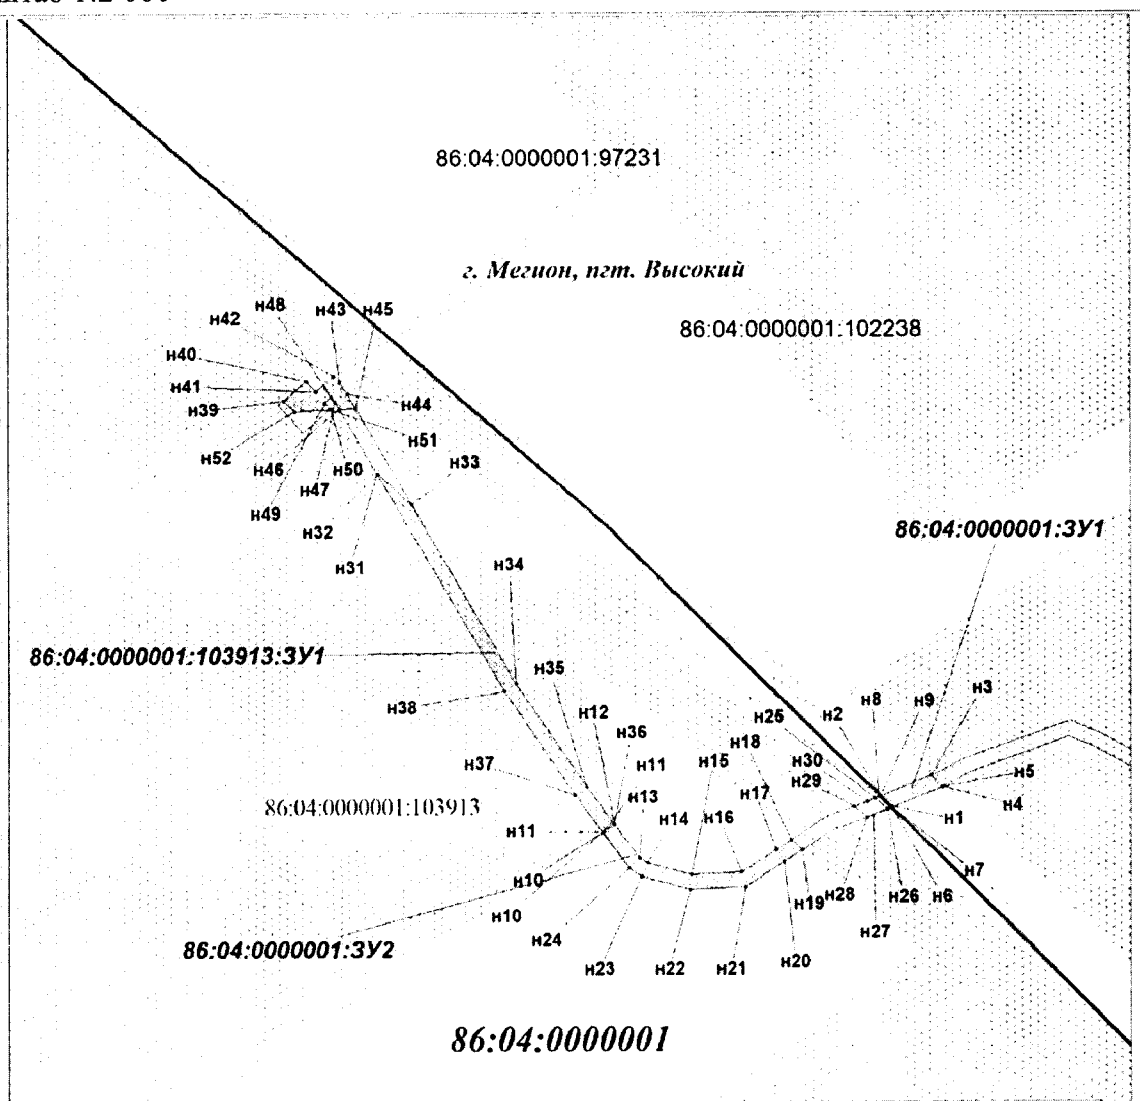 86:04:0000001:97231
г. Мегион, пгт. Высокий
86:04:0000001:102238
н48
н43
н45
н42
н40
н41
н39
н44
н51
н52
н46
н50
н33
н47
н49
н32
86:04:0000001:ЗУ1
н31
н34
86:04:0000001:103913:ЗУ1
н35
н3
н8
н9
н38
н12
н25
н2
н36
н18
н15
н11
н30
н29
н5
н37
н17
н4
86:04:0000001:103913
н13
н11
н14
н16
н1
н7
н10
н28
н19
н26
н6
н10
н24
н27
86:04:0000001:ЗУ2
н23
н22
н21
н20
86:04:0000001